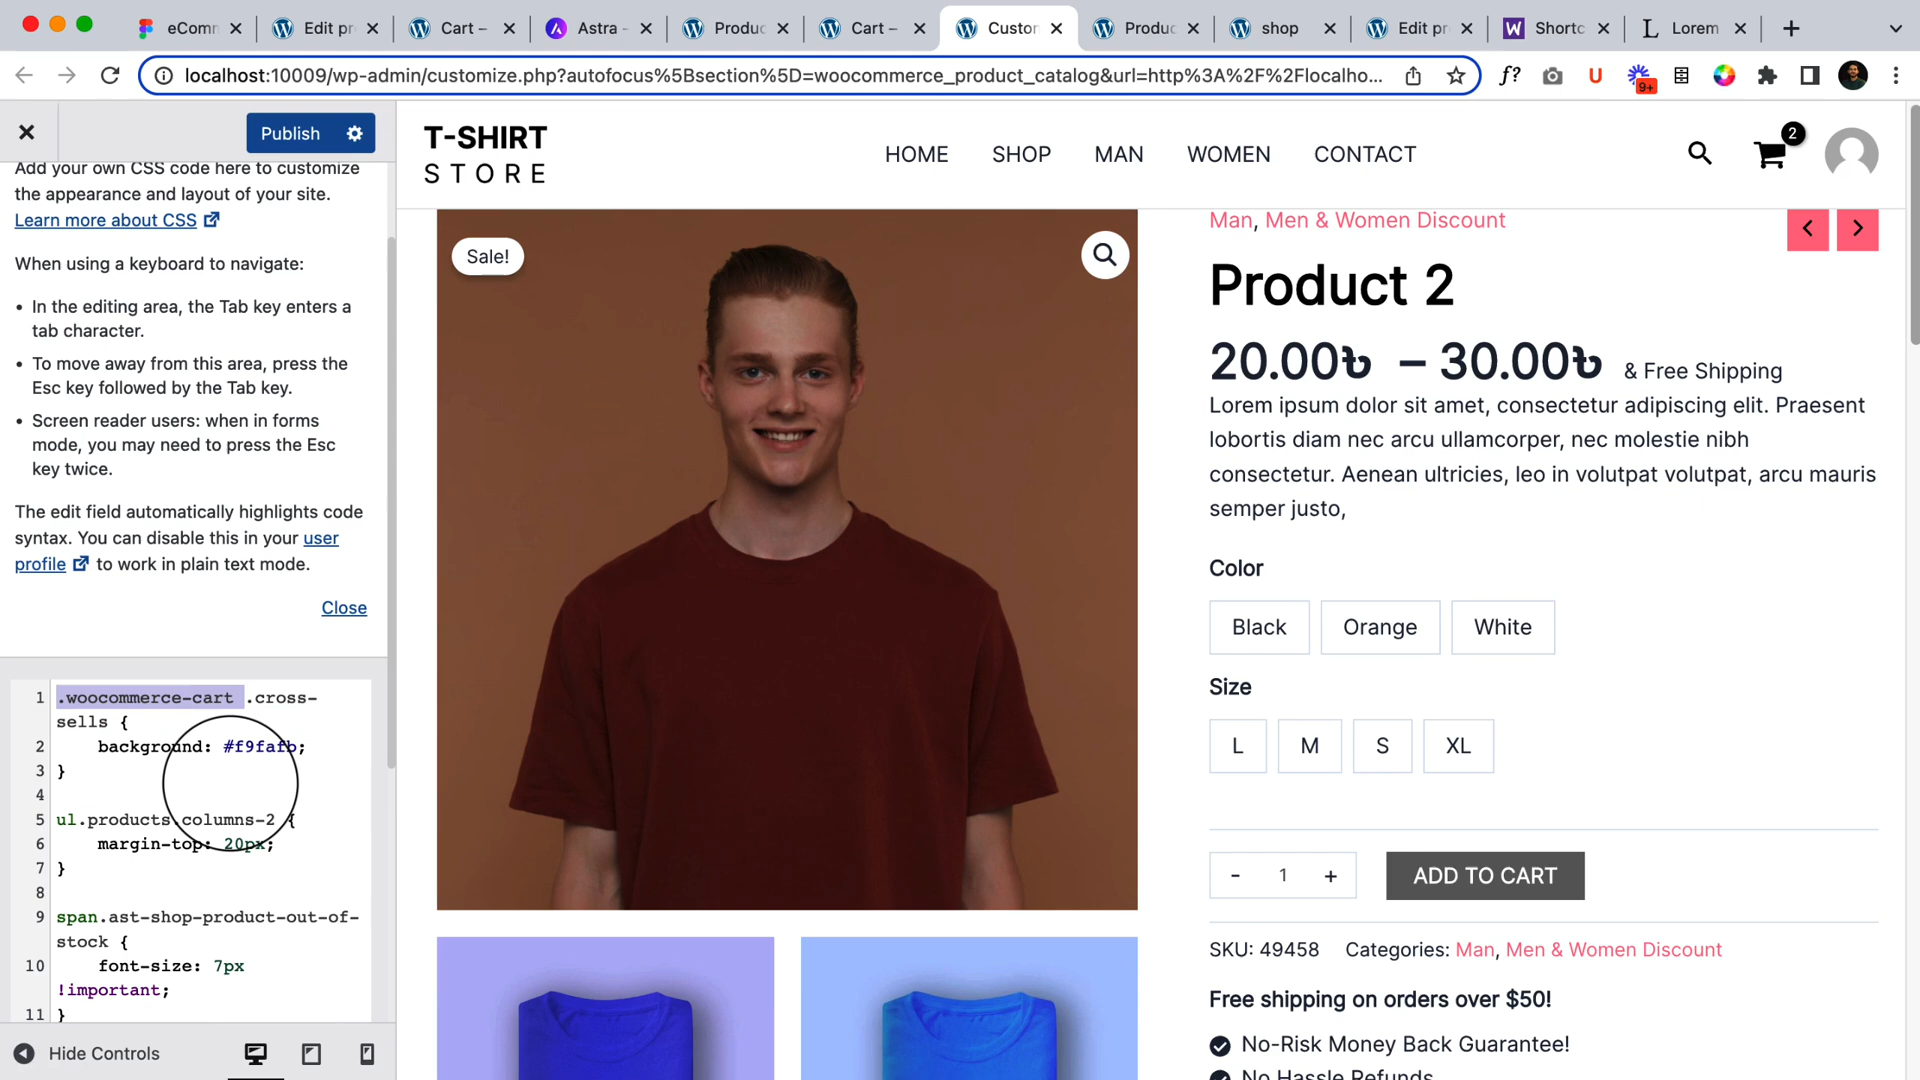 eComm
Edit pr
Cart –
Astra -
Produc
Cart –
Custor
Produc
shop
Edit pr
Shortc
Lorem
localhost:10009/wp-admin/customize.php?autofocus%5Bsection%5D=woocommerce_product_catalog&url=http%3A%2F%2Flocalho...
f?
U
9+
Publish
Add your own CSS code here to customize
the appearance and layout of your site.
Learn more about CSS
When using a keyboard to navigate:
• In the editing area, the Tab key enters a
tab character.
• To move away from this area, press the
Esc key followed by the Tab key.
• Screen reader users: when in forms
mode, you may need to press the Esc
key twice.
The edit field automatically highlights code
syntax. You can disable this in your user
profile to work in plain text mode.
Close
1 .woocommerce-cart .cross-
sells {
2 background: #f9fafb;
3 }
4
5 ul.products.columns-2 {
6 margin-top: 20px;
7 }
8
9 span.ast-shop-product-out-of-
stock {
10 font-size: 7px
!important;
11 }
Hide Controls
T-SHIRT
STORE
HOME
SHOP
MAN
WOMEN
CONTACT
2
Sale!
Man, Men & Women Discount
Product 2
20.00৳ – 30.00৳ & Free Shipping
Lorem ipsum dolor sit amet, consectetur adipiscing elit. Praesent
lobortis diam nec arcu ullamcorper, nec molestie nibh
consectetur. Aenean ultricies, leo in volutpat volutpat, arcu mauris
semper justo,
Color
Black
Orange
White
Size
L
M
S
XL
- 1 +
ADD TO CART
SKU: 49458 Categories: Man, Men & Women Discount
Free shipping on orders over $50!
No-Risk Money Back Guarantee!
No Hassle Refunds